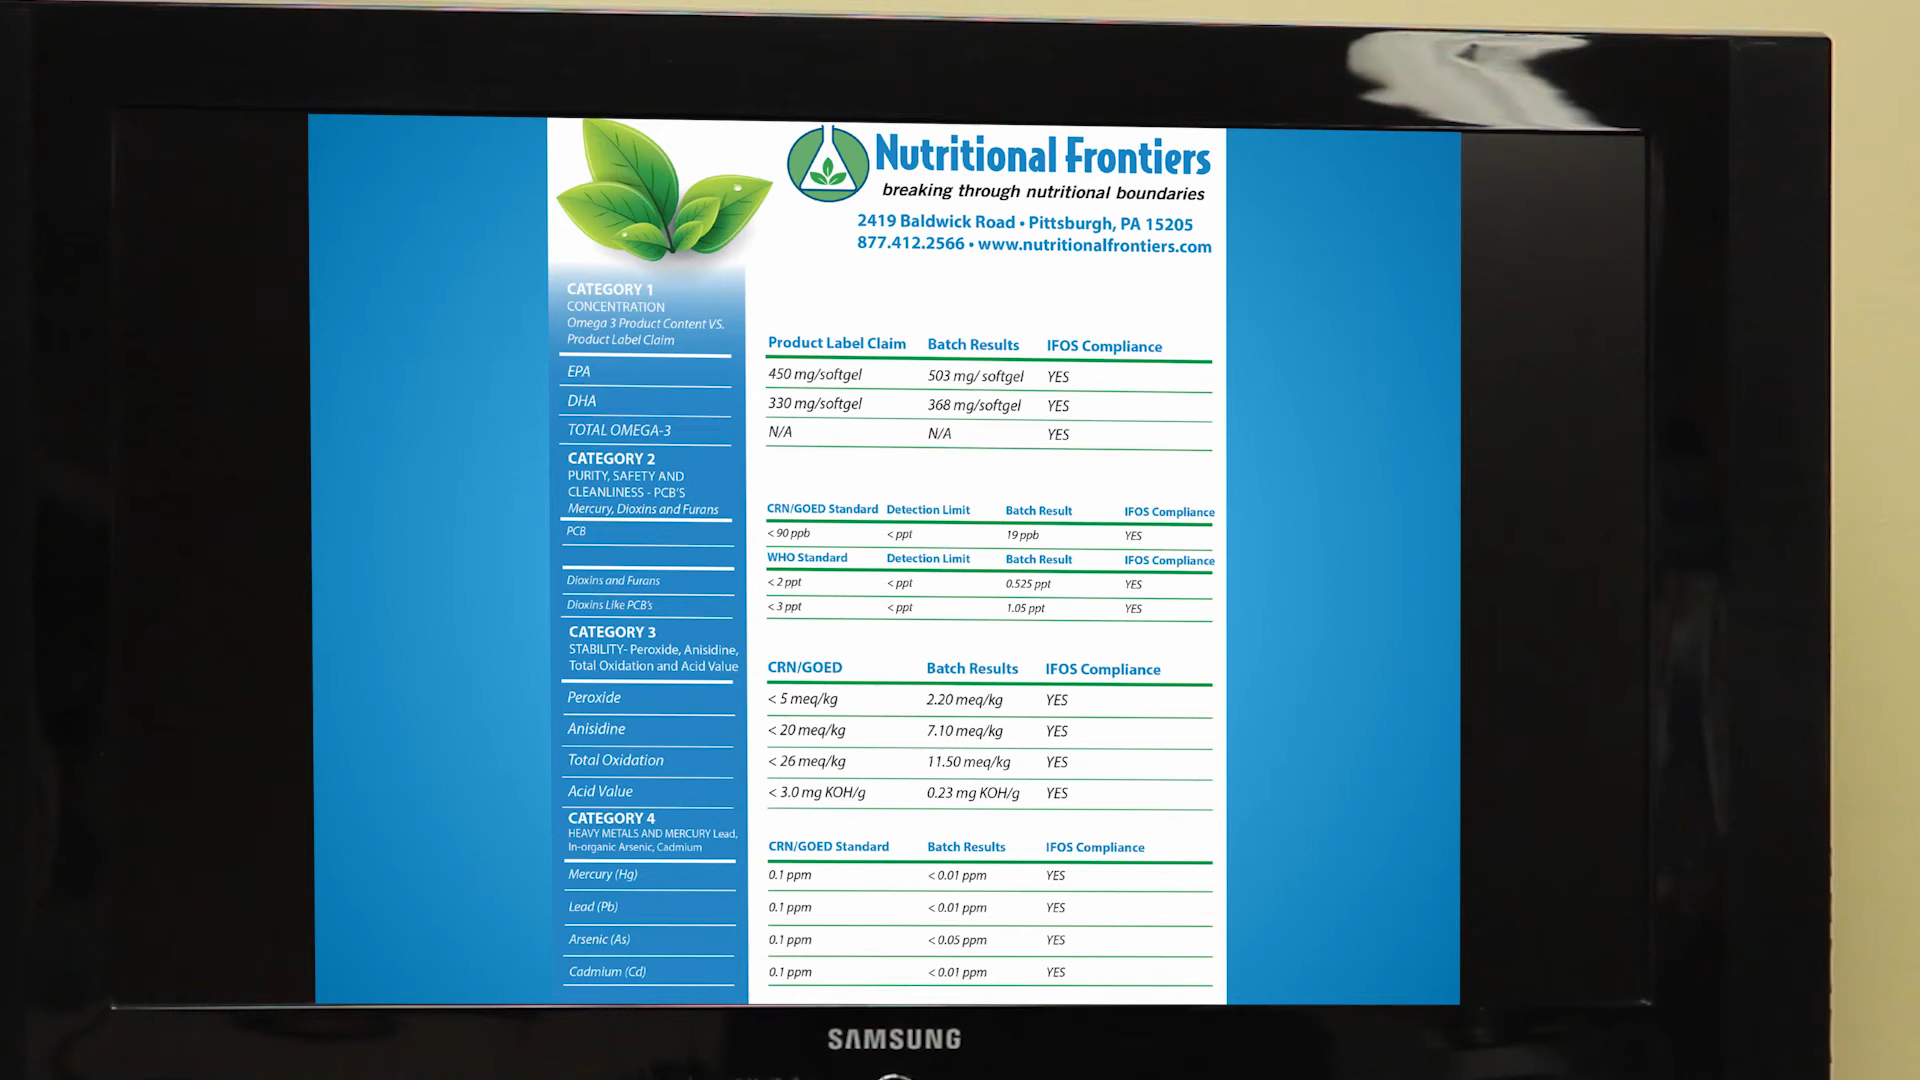 Nutritional Frontiers
breaking through nutritional boundaries
2419 Baldwick Road • Pittsburgh, PA 15205
877.412.2566 • www.nutritionalfrontiers.com
CATEGORY 1
CONCENTRATION
Omega 3 Product Content VS.
Product Label Claim
Product Label Claim Batch Results IFOS Compliance
EPA 450 mg/softgel 503 mg/ softgel YES
DHA 330 mg/softgel 368 mg/softgel YES
TOTAL OMEGA-3 N/A N/A YES
CATEGORY 2
PURITY, SAFETY AND
CLEANLINESS - PCB'S
Mercury, Dioxins and Furans
CRN/GOED Standard Detection Limit Batch Result IFOS Compliance
PCB < 90 ppb < ppt 19 ppb YES
WHO Standard Detection Limit Batch Result IFOS Compliance
Dioxins and Furans < 2 ppt < ppt 0.525 ppt YES
Dioxins Like PCB's < 3 ppt < ppt 1.05 ppt YES
CATEGORY 3
STABILITY- Peroxide, Anisidine,
Total Oxidation and Acid Value
CRN/GOED Batch Results IFOS Compliance
Peroxide < 5 meq/kg 2.20 meq/kg YES
Anisidine < 20 meq/kg 7.10 meq/kg YES
Total Oxidation < 26 meq/kg 11.50 meq/kg YES
Acid Value < 3.0 mg KOH/g 0.23 mg KOH/g YES
CATEGORY 4
HEAVY METALS AND MERCURY Lead,
In-organic Arsenic, Cadmium
CRN/GOED Standard Batch Results IFOS Compliance
Mercury (Hg) 0.1 ppm < 0.01 ppm YES
Lead (Pb) 0.1 ppm < 0.01 ppm YES
Arsenic (As) 0.1 ppm < 0.05 ppm YES
Cadmium (Cd) 0.1 ppm < 0.01 ppm YES
SAMSUNG